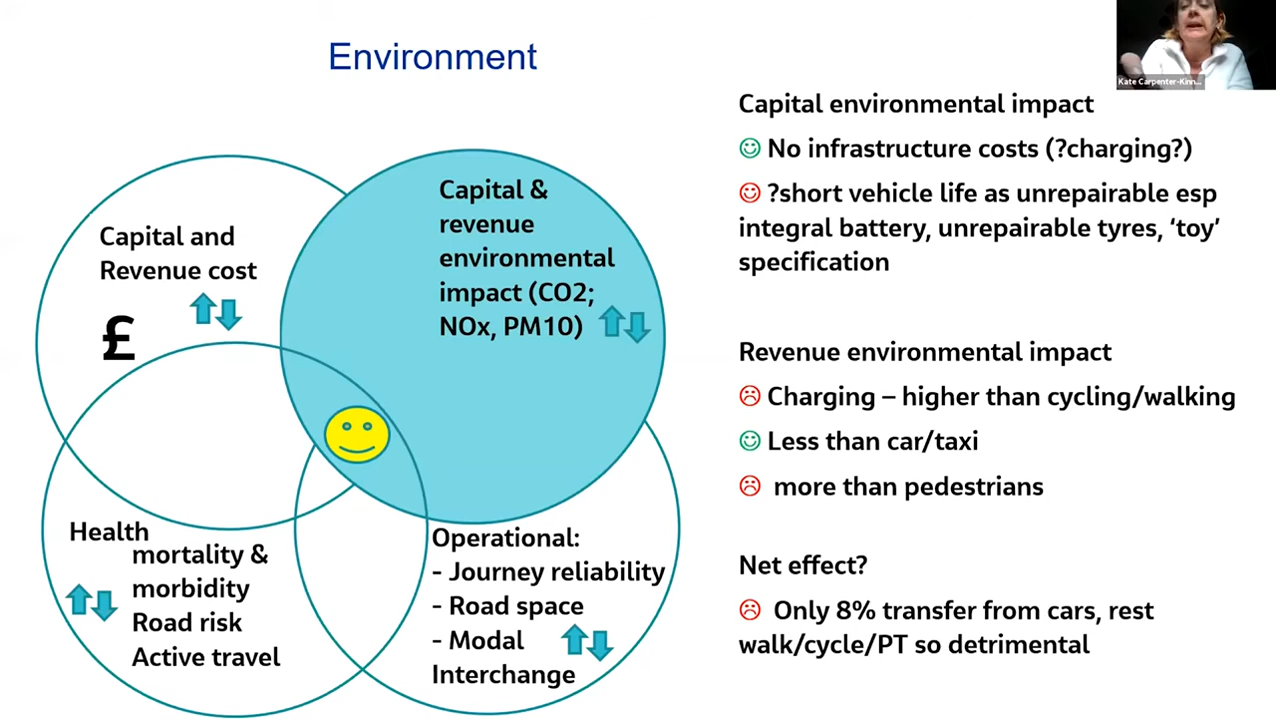 Environment
Kate Carpenter-Kinn...
Capital and
Revenue cost
£
Capital &
revenue
environmental
impact (CO2;
NOx, PM10)
Health
mortality &
morbidity
Road risk
Active travel
Operational:
- Journey reliability
- Road space
- Modal
Interchange
Capital environmental impact
No infrastructure costs (?charging?)
?short vehicle life as unrepairable esp
integral battery, unrepairable tyres, ‘toy’
specification
Revenue environmental impact
Charging – higher than cycling/walking
Less than car/taxi
more than pedestrians
Net effect?
Only 8% transfer from cars, rest
walk/cycle/PT so detrimental